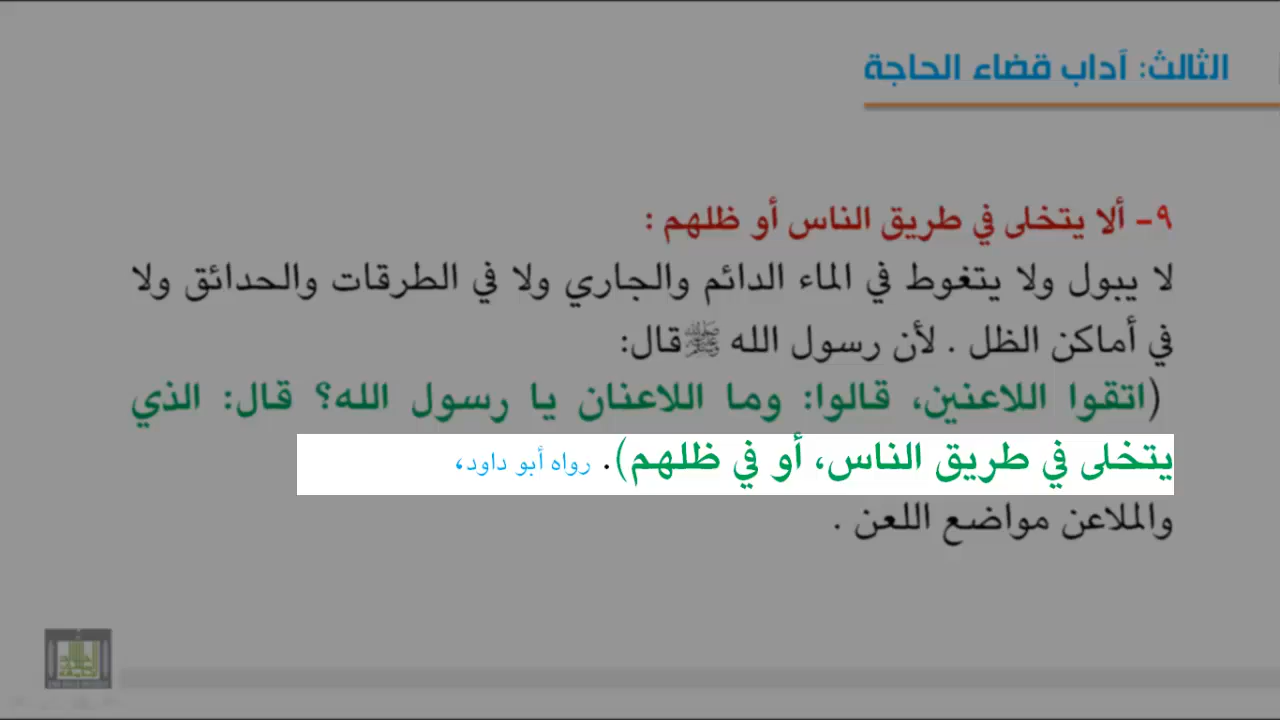 الثالث: آداب قضاء الحاجة
٩- ألا يتخلى في طريق الناس أو ظلهم :
لا يبول ولا يتغوط في الماء الدائم والجاري ولا في الطرقات والحدائق ولا
في أماكن الظل . لأن رسول الله ﷺ قال:
(اتقوا اللاعنين، قالوا: وما اللاعنان يا رسول الله؟ قال: الذي
يتخلى في طريق الناس، أو في ظلهم). رواه أبو داود،
والملاعن مواضع اللعن .